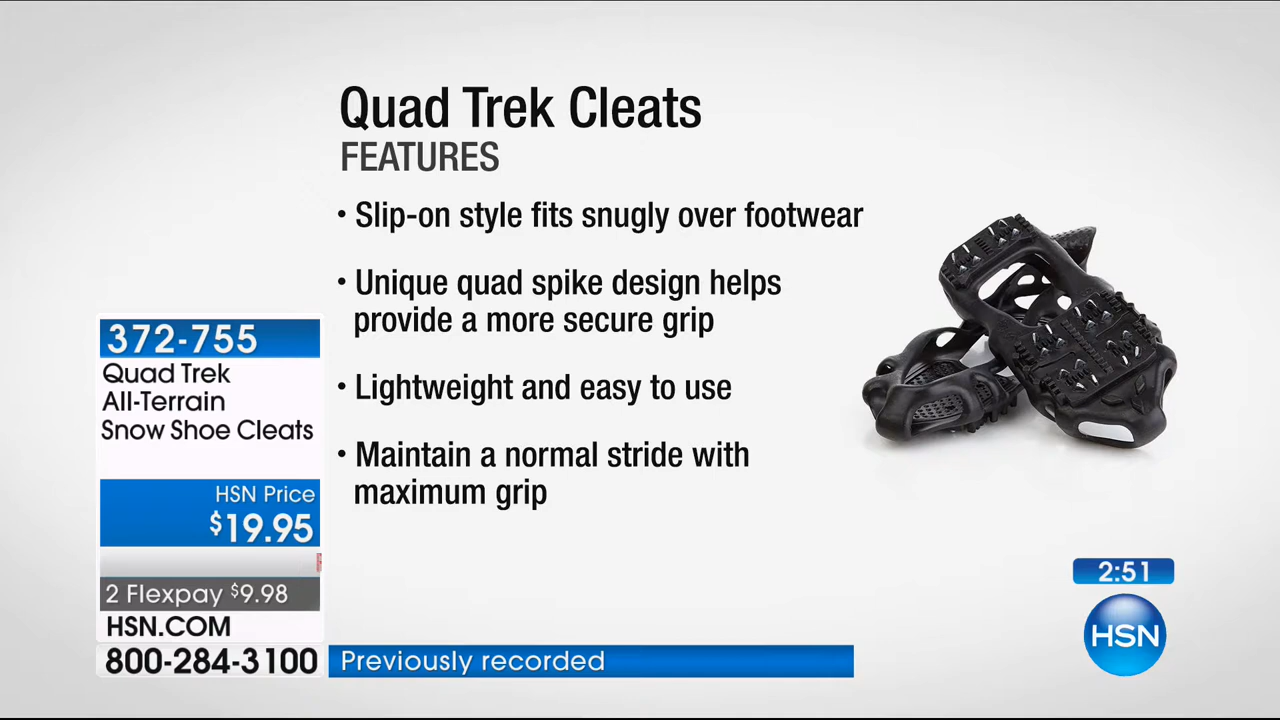 Quad Trek Cleats
FEATURES
• Slip-on style fits snugly over footwear
• Unique quad spike design helps
provide a more secure grip
• Lightweight and easy to use
• Maintain a normal stride with
maximum grip
372-755
Quad Trek
All-Terrain
Snow Shoe Cleats
HSN Price
$19.95
2 Flexpay $9.98
HSN.COM
800-284-3100
Previously recorded
2:51
HSN